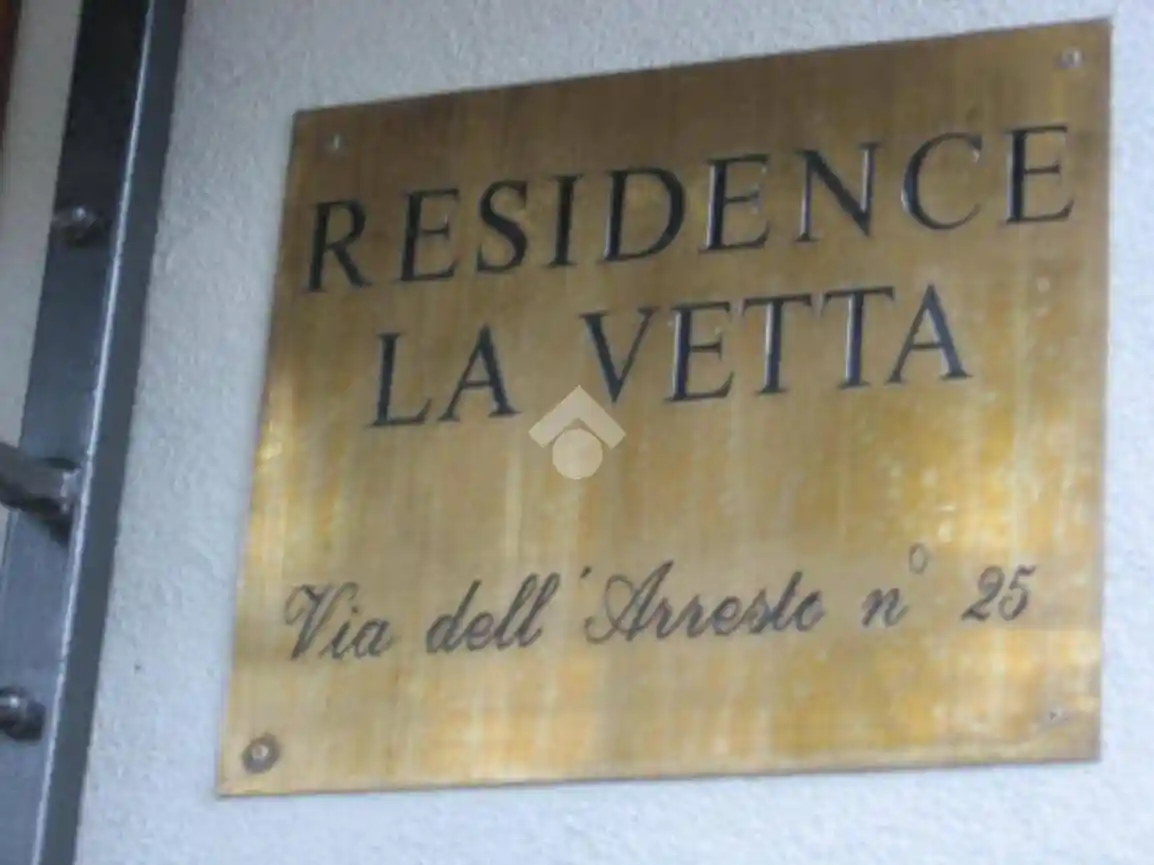 RESIDENCE
LA VETTA
Via dell'Arresto n° 25